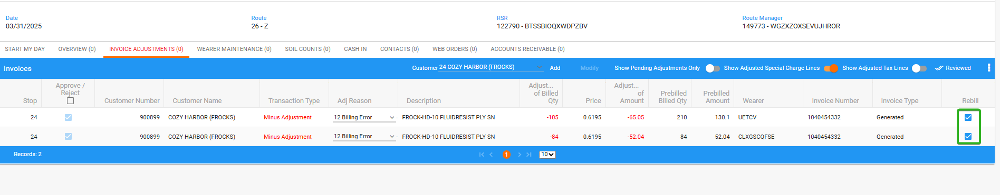 Date Route RSR Route Manager
03/31/2025 26 - Z 122790 - BTSSBIOQXWDPZBV 149773 - WGZXZOXSEVUJHROR
START MY DAY OVERVIEW (0) INVOICE ADJUSTMENTS (0) WEARER MAINTENANCE (0) SOIL COUNTS (0) CASH IN CONTACTS (0) WEB ORDERS (0) ACCOUNTS RECEIVABLE (0)
Invoices Customer 24 COZY HARBOR (FROCKS) Add Modify Show Pending Adjustments Only Show Adjusted Special Charge Lines Show Adjusted Tax Lines Reviewed
Approve / Adjust... Adjust...
Reject of Billed of Prebilled Prebilled
Stop Customer Number Customer Name Transaction Type Adj Reason Description Qty Price Amount Billed Qty Amount Wearer Invoice Number Invoice Type Rebill
24 900899 COZY HARBOR (FROCKS) Minus Adjustment 12 Billing Error FROCK-HD-10 FLUIDRESIST PLY SN -105 0.6195 -65.05 210 130.1 UETCV 1040454332 Generated
24 900899 COZY HARBOR (FROCKS) Minus Adjustment 12 Billing Error FROCK-HD-10 FLUIDRESIST PLY SN -84 0.6195 -52.04 84 52.04 CLXGSCQFSE 1040454332 Generated
Records: 2 1 10